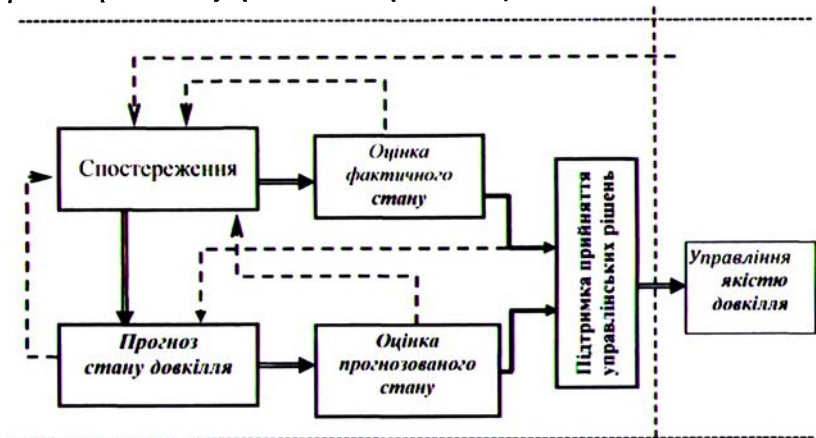 Спостереження
Оцінка
фактичного
стану
Підтримка прийняття
управлінських рішень
Управління
якістю
довкілля
Прогноз
стану довкілля
Оцінка
прогнозованого
стану